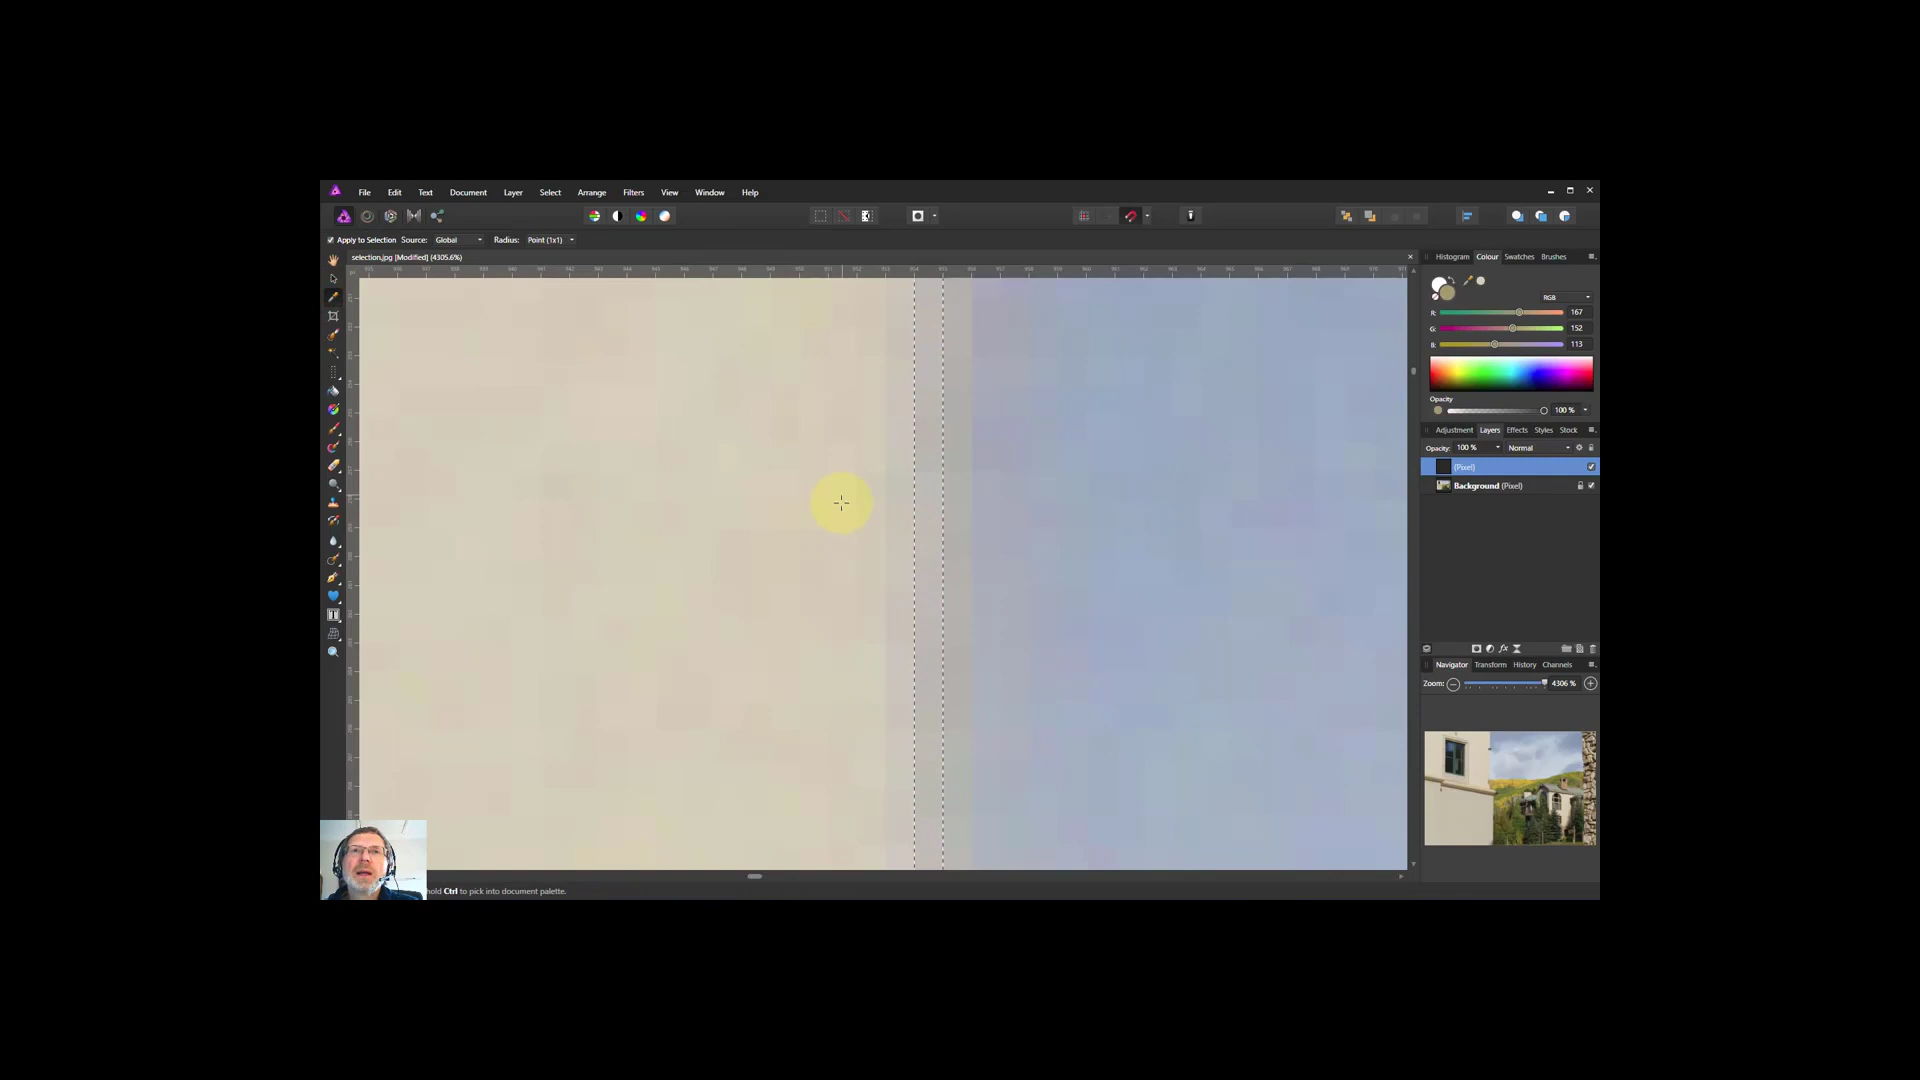 File Edit Text Document Layer Select Arrange Filters View Window Help
Apply to Selection Source: Global Radius: Point (1x1)
selection.jpg [Modified] (4305.6%)
Histogram Colour Swatches Brushes
RGB
R: 167
G: 152
B: 113
Opacity
100 %
Adjustment Layers Effects Styles Stock
Opacity: 100 % Normal
(Pixel)
Background (Pixel)
Navigator Transform History Channels
Zoom: 4306 %
hold Ctrl to pick into document palette.